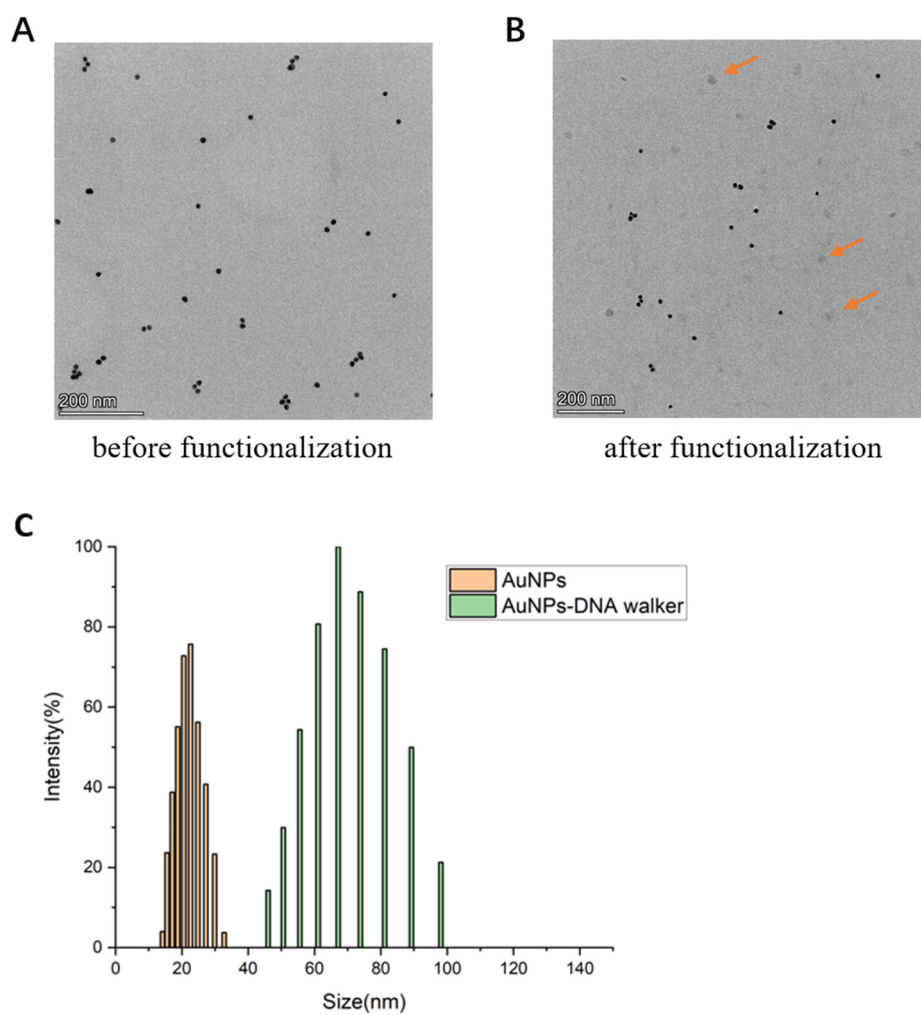 A
B
200 nm
200 nm
before functionalization
after functionalization
C
100
80
60
40
20
0
Intensity(%)
AuNPs
AuNPs-DNA walker
0 20 40 60 80 100 120 140
Size(nm)